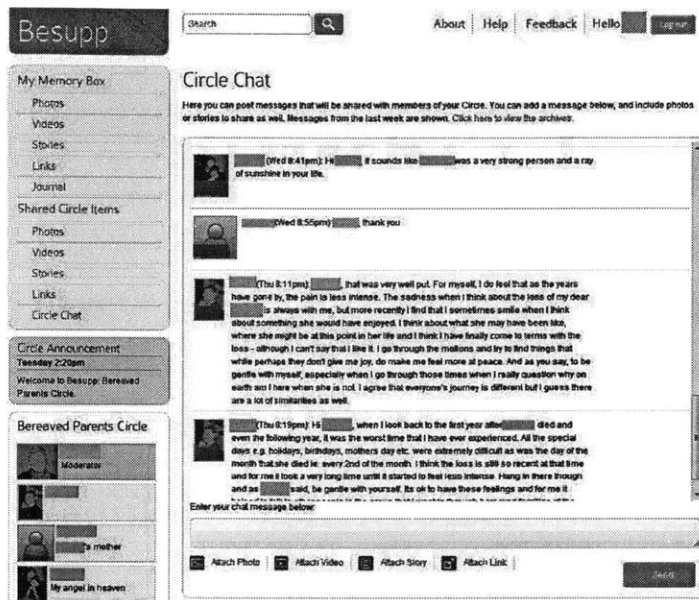 Besupp
Search
About
Help
Feedback
Hello
Log out
My Memory Box
Photos
Videos
Stories
Links
Journal
Shared Circle Items
Photos
Videos
Stories
Links
Circle Chat
Circle Announcement
Tuesday 2:20pm
Welcome to Besupp: Bereaved
Parents Circle.
Bereaved Parents Circle
Moderator
's mother
My angel in heaven
Circle Chat
Here you can post messages that will be shared with members of your Circle. You can add a message below, and include photos
or stories to share as well. Messages from the last week are shown. Click here to view the archives.
(Wed 8:41pm): Hi , it sounds like was a very strong person and a ray
of sunshine in your life.
(Wed 8:55pm): , thank you
(Thu 8:11pm): , that was very well put. For myself, I do feel that as the years
have gone by, the pain is less intense. The sadness when I think about the loss of my dear
is always with me, but more recently I find that I sometimes smile when I think
about something she would have enjoyed. I think about what she may have been like,
where she might be at this point in her life and I think I have finally come to terms with the
loss - although I can't say that I like it. I go through the motions and try to find things that
while perhaps they don't give me joy, do make me feel more at peace. And as you say, to be
gentle with myself, especially when I go through those times when I really question why on
earth am I here when she is not. I agree that everyone's journey is different but I guess there
are a lot of similarities as well.
(Thu 8:19pm): Hi , when I look back to the first year after died and
even the following year, it was the worst time that I have ever experienced. All the special
days e.g. holidays, birthdays, mothers day etc. were extremely difficult as was the day of the
month that she died ie: every 2nd of the month. I think the loss is still so recent at that time
and for me it took a very long time until it started to feel less intense. Hang in there though
and as said, be gentle with yourself. Its ok to have these feelings and for me it
Enter your chat message below:
Attach Photo
Attach Video
Attach Story
Attach Link
Send